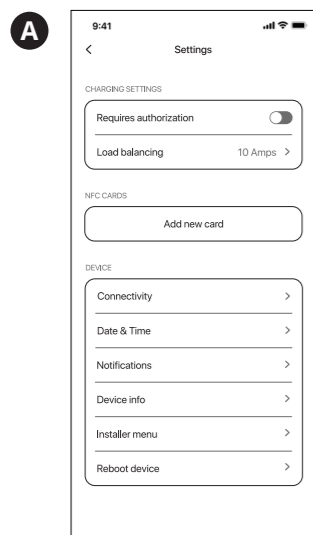 A
9:41
Settings
CHARGING SETTINGS
Requires authorization
Load balancing 10 Amps >
NFC CARDS
Add new card
DEVICE
Connectivity >
Date & Time >
Notifications >
Device info >
Installer menu >
Reboot device >